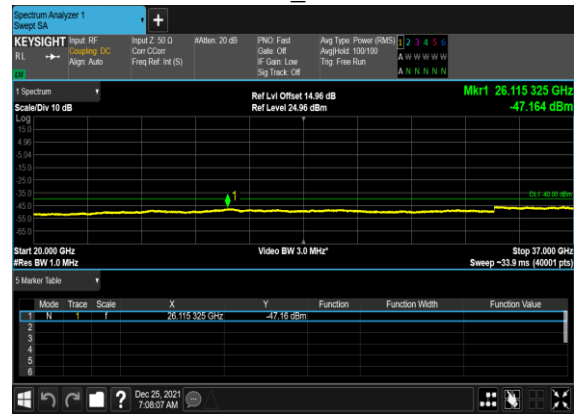 Spectrum Analyzer 1
Swept SA
KEYSIGHT Input: RF Input Z: 50 Ω #Atten: 20 dB PNO: Fast Avg Type: Power (RMS) 1 2 3 4 5 6
RL Coupling: DC Corr CCorr Gate: Off Avg|Hold: 100/100 A W W W W W
Align: Auto Freq Ref: Int (S) IF Gain: Low Trig: Free Run
Sig Track: Off A N N N N N
1 Spectrum Ref Lvl Offset 14.96 dB Mkr1 26.115 325 GHz
Scale/Div 10 dB Ref Level 24.96 dBm -47.164 dBm
Log
15.0
4.96
-5.04
-15.0
-25.0
-35.0 1 DL1 -40.00 dBm
-45.0
-55.0
-65.0
Start 20.000 GHz Video BW 3.0 MHz* Stop 37.000 GHz
#Res BW 1.0 MHz Sweep ~33.9 ms (40001 pts)
5 Marker Table
Mode Trace Scale X Y Function Function Width Function Value
1 N 1 f 26.115 325 GHz -47.16 dBm
2
3
4
5
6
? Dec 25, 2021
7:08:07 AM